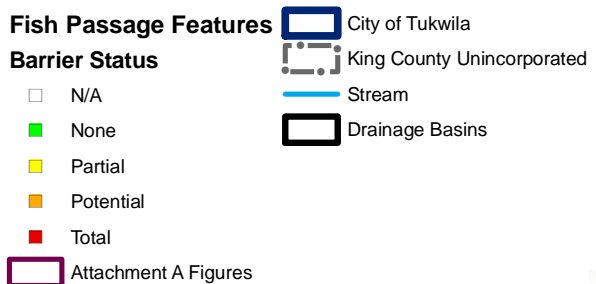 Fish Passage Features
Barrier Status
N/A
None
Partial
Potential
Total
Attachment A Figures
City of Tukwila
King County Unincorporated
Stream
Drainage Basins